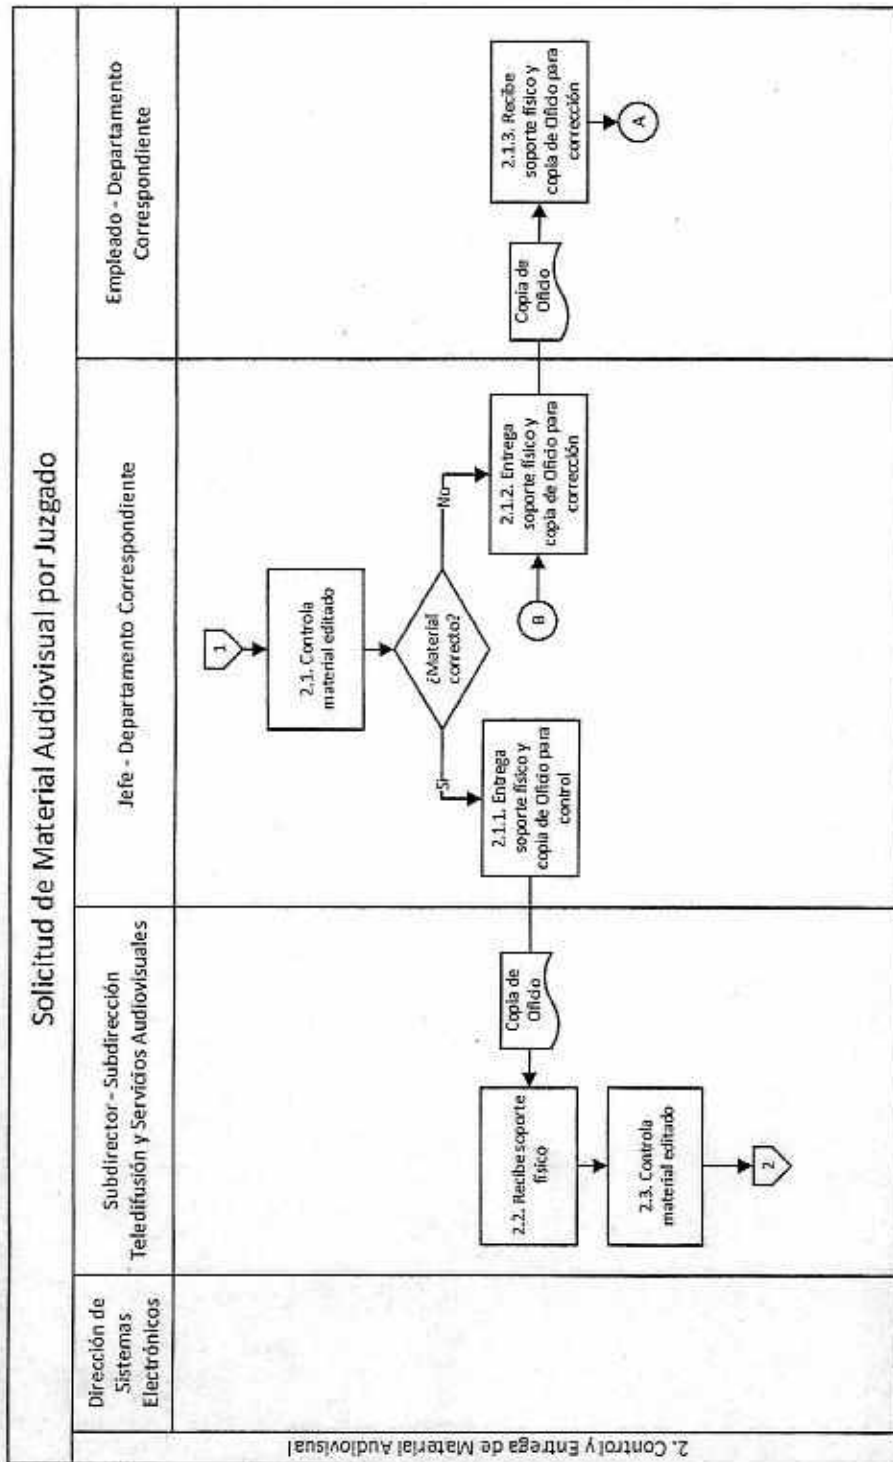 Solicitud de Material Audiovisual por Juzgado
Dirección de
Sistemas
Electrónicos
Subdirector - Subdirección
Teledifusión y Servicios Audiovisuales
Jefe - Departamento Correspondiente
Empleado - Departamento
Correspondiente
2. Control y Entrega de Material Audiovisual
1
2.1. Controla
material editado
¿Material
correcto?
Si
No
2.1.1. Entrega
soporte físico y
copia de Oficio para
control
B
2.1.2. Entrega
soporte físico y
copia de Oficio para
corrección
Copia de
Oficio
2.1.3. Recibe
soporte físico y
copia de Oficio para
corrección
A
Copia de
Oficio
2.2. Recibe soporte
físico
2.3. Controla
material editado
2